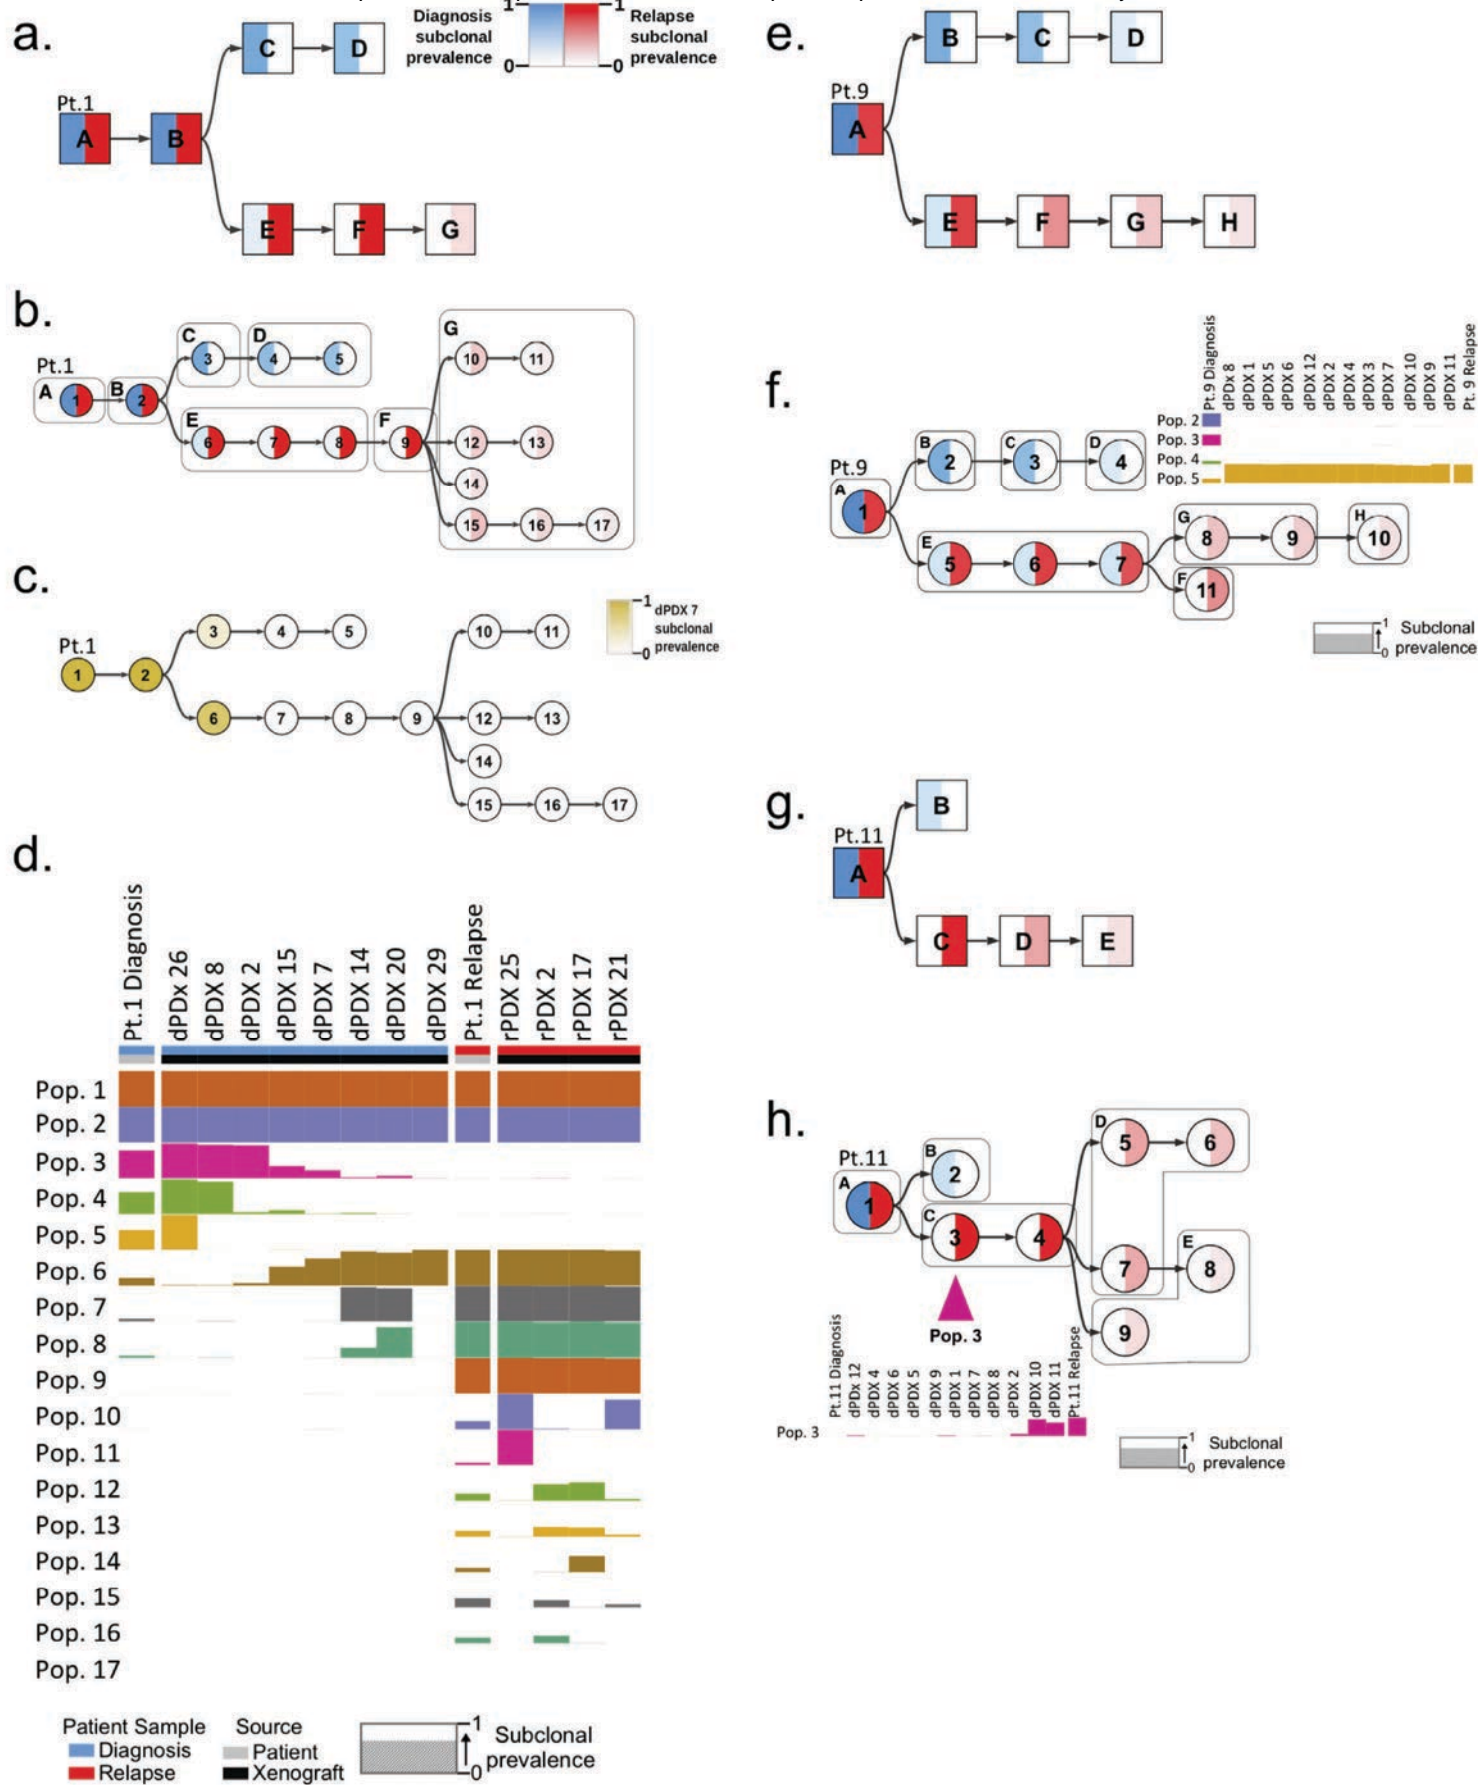 a.
Diagnosis
subclonal
prevalence
1
0
1
0
Relapse
subclonal
prevalence
Pt.1
A
B
C
D
E
F
G
b.
Pt.1
A
1
B
2
C
3
D
4
5
E
6
7
8
F
9
G
10
11
12
13
14
15
16
17
c.
Pt.1
1
2
3
4
5
6
7
8
9
10
11
12
13
14
15
16
17
1
0
dPDX 7
subclonal
prevalence
d.
Pt.1 Diagnosis
dPDx 26
dPDX 8
dPDX 2
dPDX 15
dPDX 7
dPDX 14
dPDX 20
dPDX 29
Pt.1 Relapse
rPDX 25
rPDX 2
rPDX 17
rPDX 21
Pop. 1
Pop. 2
Pop. 3
Pop. 4
Pop. 5
Pop. 6
Pop. 7
Pop. 8
Pop. 9
Pop. 10
Pop. 11
Pop. 12
Pop. 13
Pop. 14
Pop. 15
Pop. 16
Pop. 17
Patient Sample
Diagnosis
Relapse
Source
Patient
Xenograft
1
0
Subclonal
prevalence
e.
Pt.9
A
B
C
D
E
F
G
H
f.
Pt.9 Diagnosis
dPDx 8
dPDX 1
dPDX 5
dPDX 6
dPDX 12
dPDX 2
dPDX 4
dPDX 3
dPDX 7
dPDX 10
dPDX 9
dPDX 11
Pt. 9 Relapse
Pop. 2
Pop. 3
Pop. 4
Pop. 5
Pt.9
A
1
B
2
C
3
D
4
E
5
6
7
G
8
9
H
10
F
11
1
0
Subclonal
prevalence
g.
Pt.11
A
B
C
D
E
h.
Pt.11
A
1
B
2
C
3
4
D
5
6
7
E
8
9
Pop. 3
Pt.11 Diagnosis
dPDx 12
dPDX 4
dPDX 6
dPDX 5
dPDX 9
dPDX 1
dPDX 7
dPDX 8
dPDX 2
dPDX 10
dPDX 11
Pt.11 Relapse
Pop. 3
1
0
Subclonal
prevalence